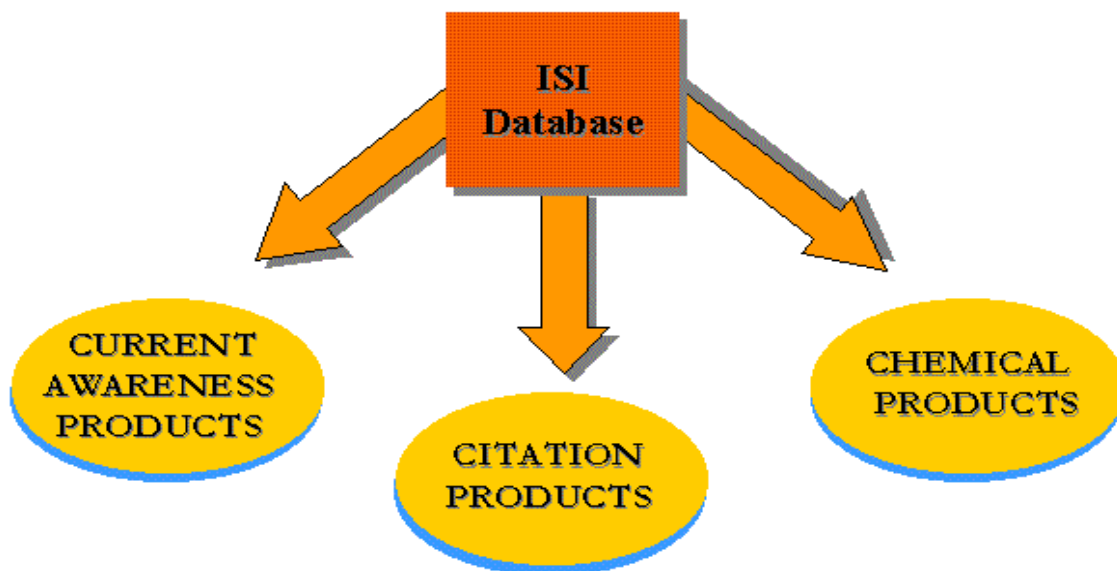 ISI
Database
CURRENT
AWARENESS
PRODUCTS
CITATION
PRODUCTS
CHEMICAL
PRODUCTS